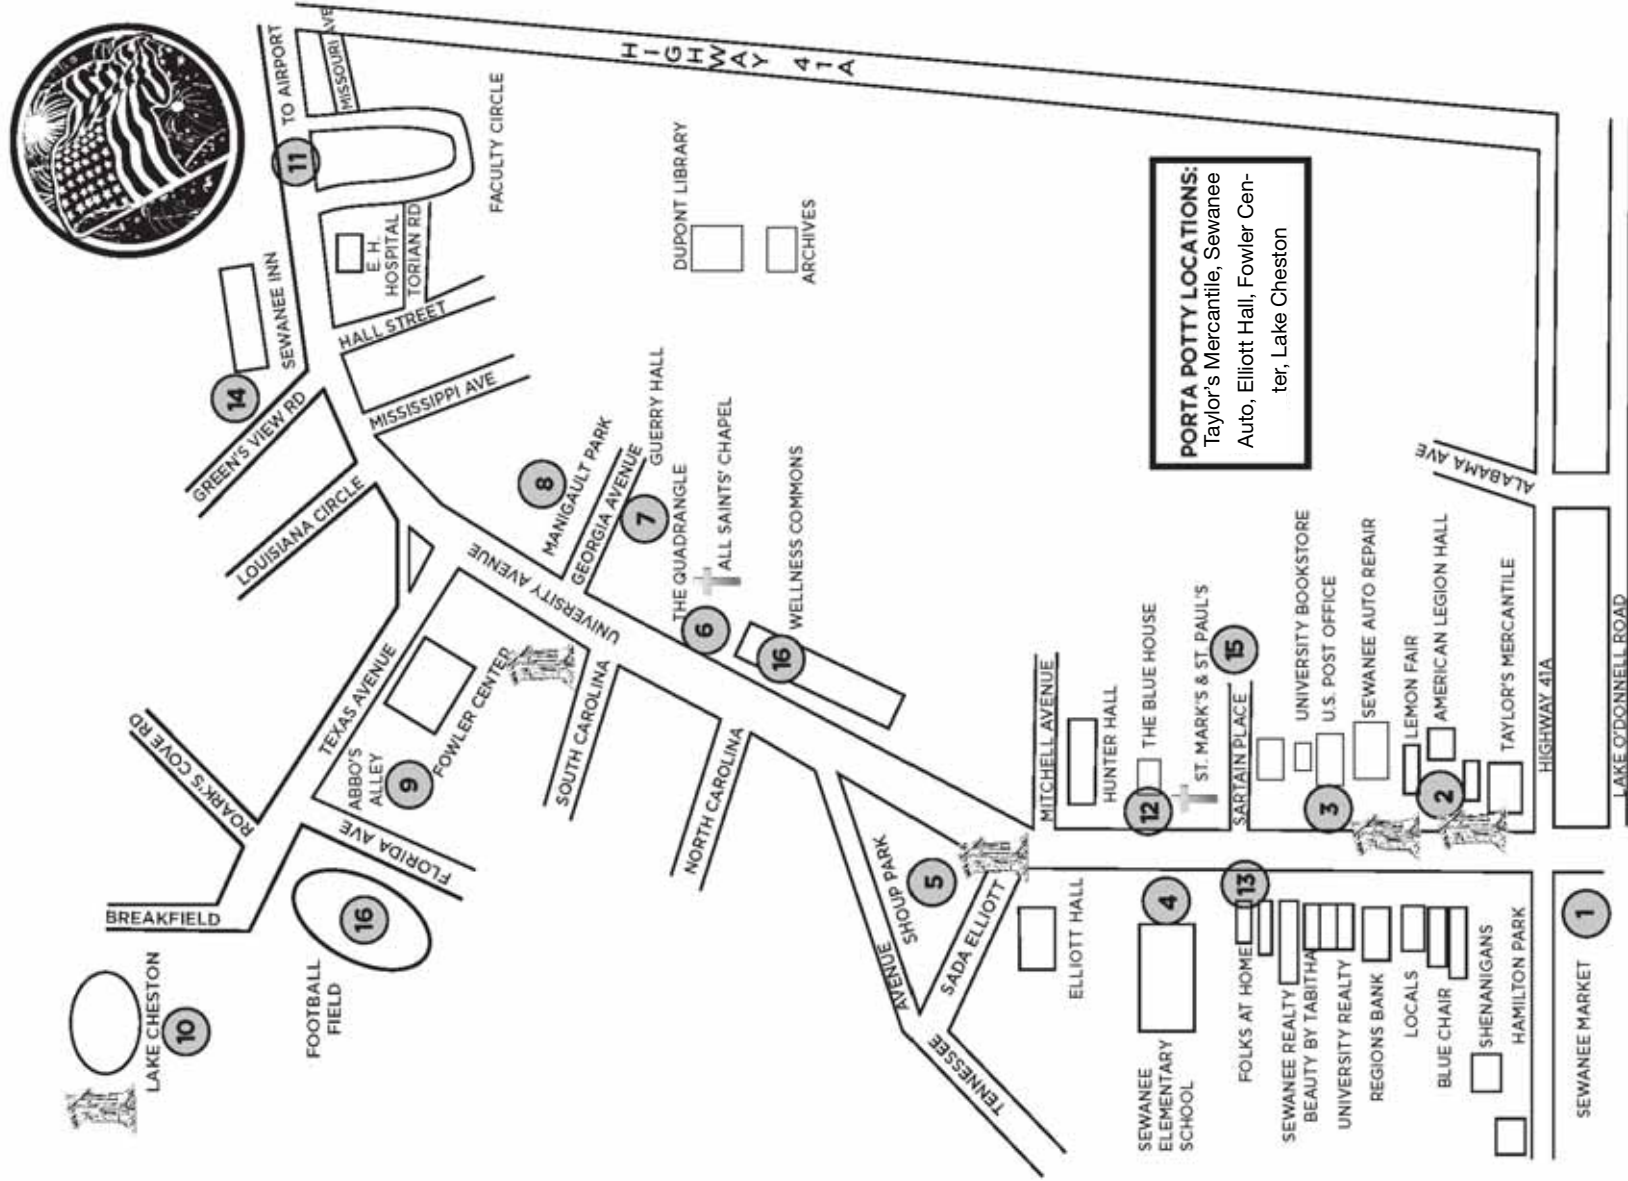 TO AIRPORT
MISSOURI AVE
HIGHWAY 41A
11
FACULTY CIRCLE
E. H.
HOSPITAL
TORIAN RD
SEWANEE INN
14
HALL STREET
GREEN'S VIEW RD
MISSISSIPPI AVE
LOUISIANA CIRCLE
DUPONT LIBRARY
ARCHIVES
PORTA POTTY LOCATIONS:
Taylor's Mercantile, Sewanee
Auto, Elliott Hall, Fowler Cen-
ter, Lake Cheston
8
MANIGAULT PARK
GEORGIA AVENUE
GUERRY HALL
7
UNIVERSITY AVENUE
THE QUADRANGLE
6
ALL SAINTS' CHAPEL
WELLNESS COMMONS
16
TEXAS AVENUE
FOWLER CENTER
ABBO'S
ALLEY
9
ROARK'S COVE RD
FLORIDA AVE
SOUTH CAROLINA
NORTH CAROLINA
BREAKFIELD
16
FOOTBALL
FIELD
LAKE CHESTON
10
SHOUP PARK
5
TENNESSEE AVENUE
SADA ELLIOTT
MITCHELL AVENUE
HUNTER HALL
THE BLUE HOUSE
12
ST. MARK'S & ST. PAUL'S
SARTAIN PLACE
15
UNIVERSITY BOOKSTORE
U.S. POST OFFICE
3
SEWANEE AUTO REPAIR
LEMON FAIR
AMERICAN LEGION HALL
2
TAYLOR'S MERCANTILE
ALABAMA AVE
HIGHWAY 41A
LAKE O'DONNELL ROAD
ELLIOTT HALL
4
SEWANEE
ELEMENTARY
SCHOOL
13
FOLKS AT HOME
SEWANEE REALTY
BEAUTY BY TABITHA
UNIVERSITY REALTY
REGIONS BANK
LOCALS
BLUE CHAIR
SHENANIGANS
HAMILTON PARK
1
SEWANEE MARKET